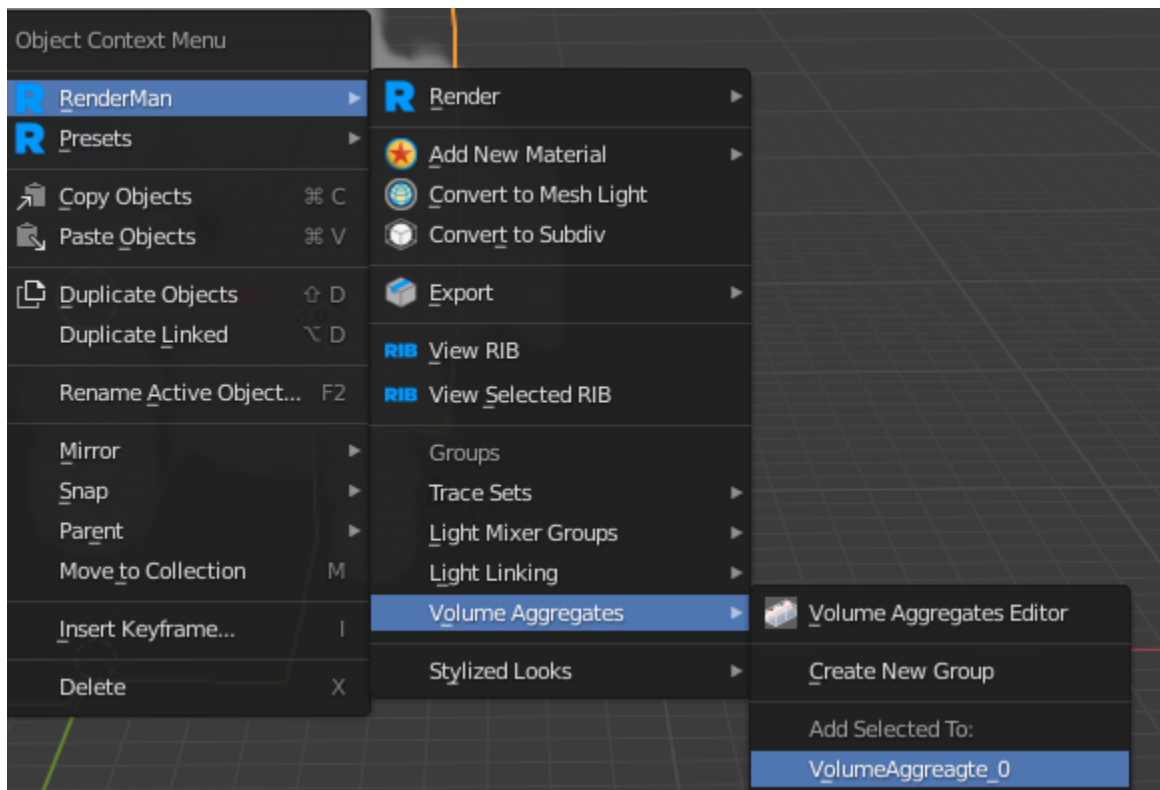 Object Context Menu
RenderMan
Presets
Copy Objects ⌘ C
Paste Objects ⌘ V
Duplicate Objects ⇧ D
Duplicate Linked ⌥ D
Rename Active Object... F2
Mirror
Snap
Parent
Move to Collection M
Insert Keyframe... I
Delete X
Render
Add New Material
Convert to Mesh Light
Convert to Subdiv
Export
RIB View RIB
RIB View Selected RIB
Groups
Trace Sets
Light Mixer Groups
Light Linking
Volume Aggregates
Stylized Looks
Volume Aggregates Editor
Create New Group
Add Selected To:
VolumeAggreagte_0